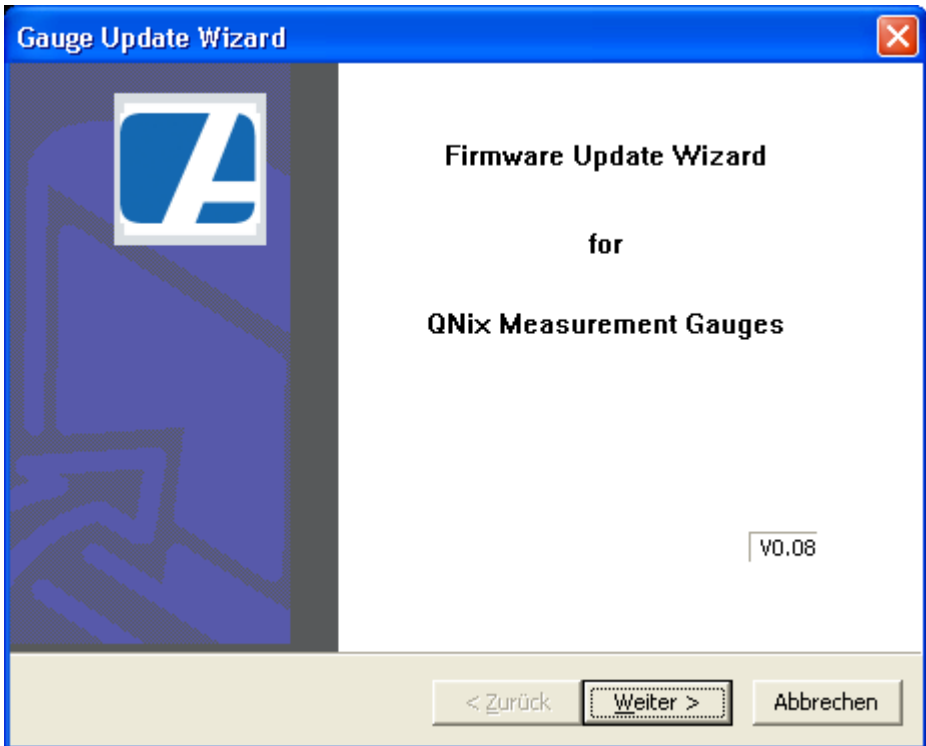 Gauge Update Wizard
Firmware Update Wizard
for
QNix Measurement Gauges
V0.08
< Zurück Weiter > Abbrechen